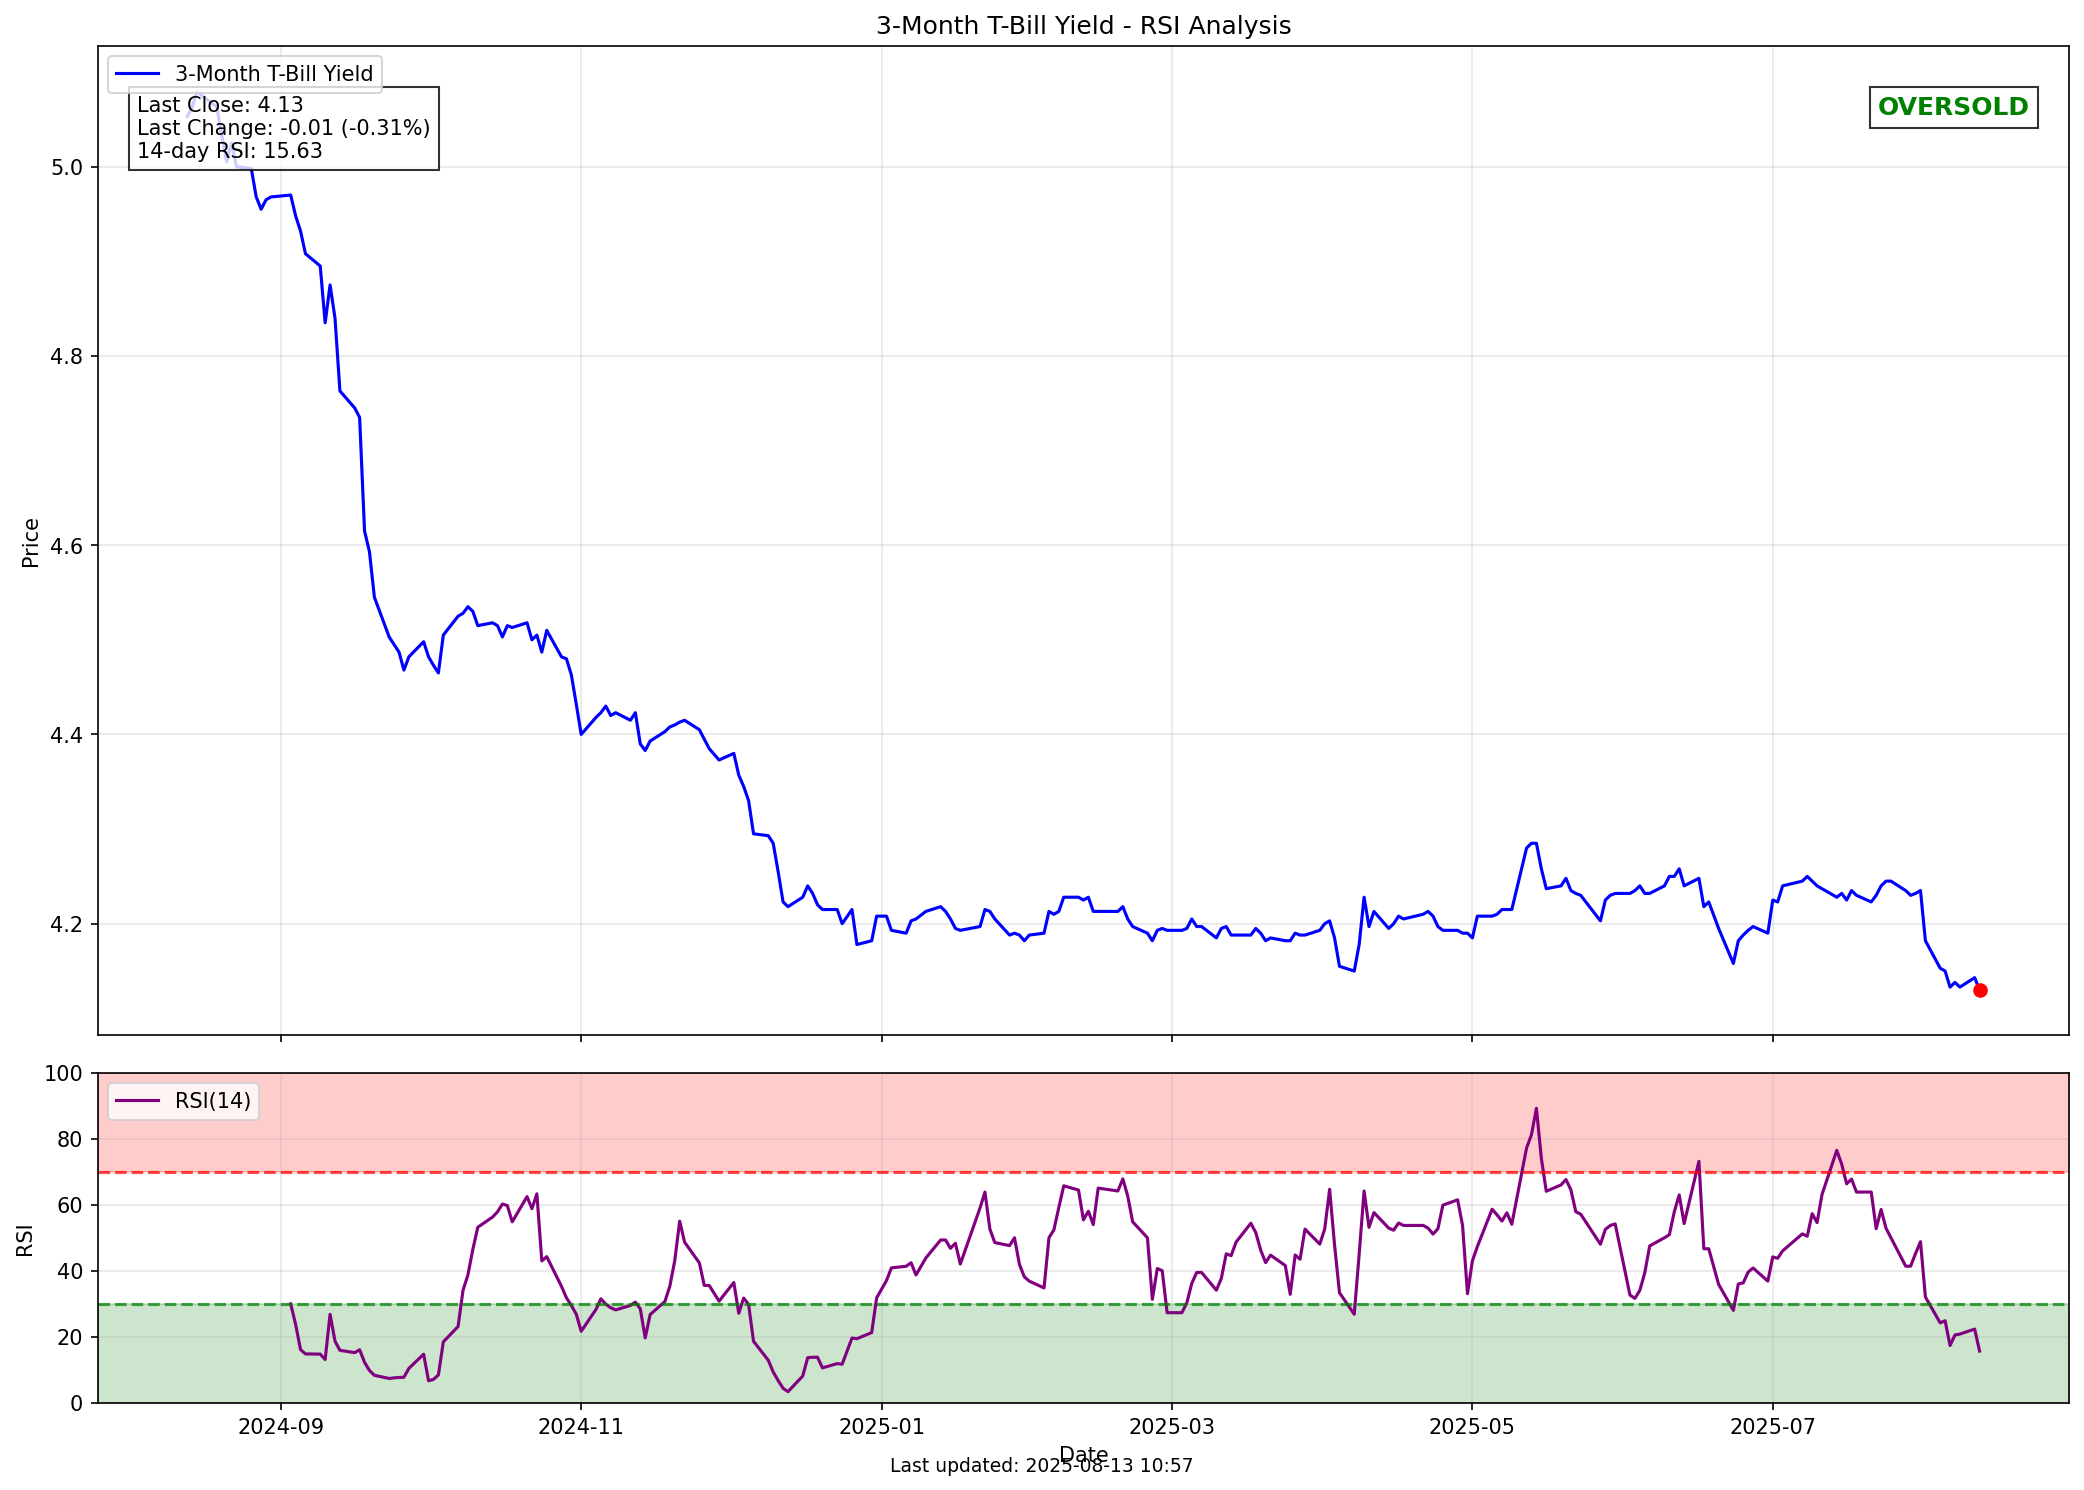 3-Month T-Bill Yield - RSI Analysis
3-Month T-Bill Yield
Last Close: 4.13
Last Change: -0.01 (-0.31%)
14-day RSI: 15.63
OVERSOLD
Price
5.0
4.8
4.6
4.4
4.2
RSI(14)
RSI
100
80
60
40
20
0
2024-09
2024-11
2025-01
2025-03
2025-05
2025-07
Date
Last updated: 2025-08-13 10:57